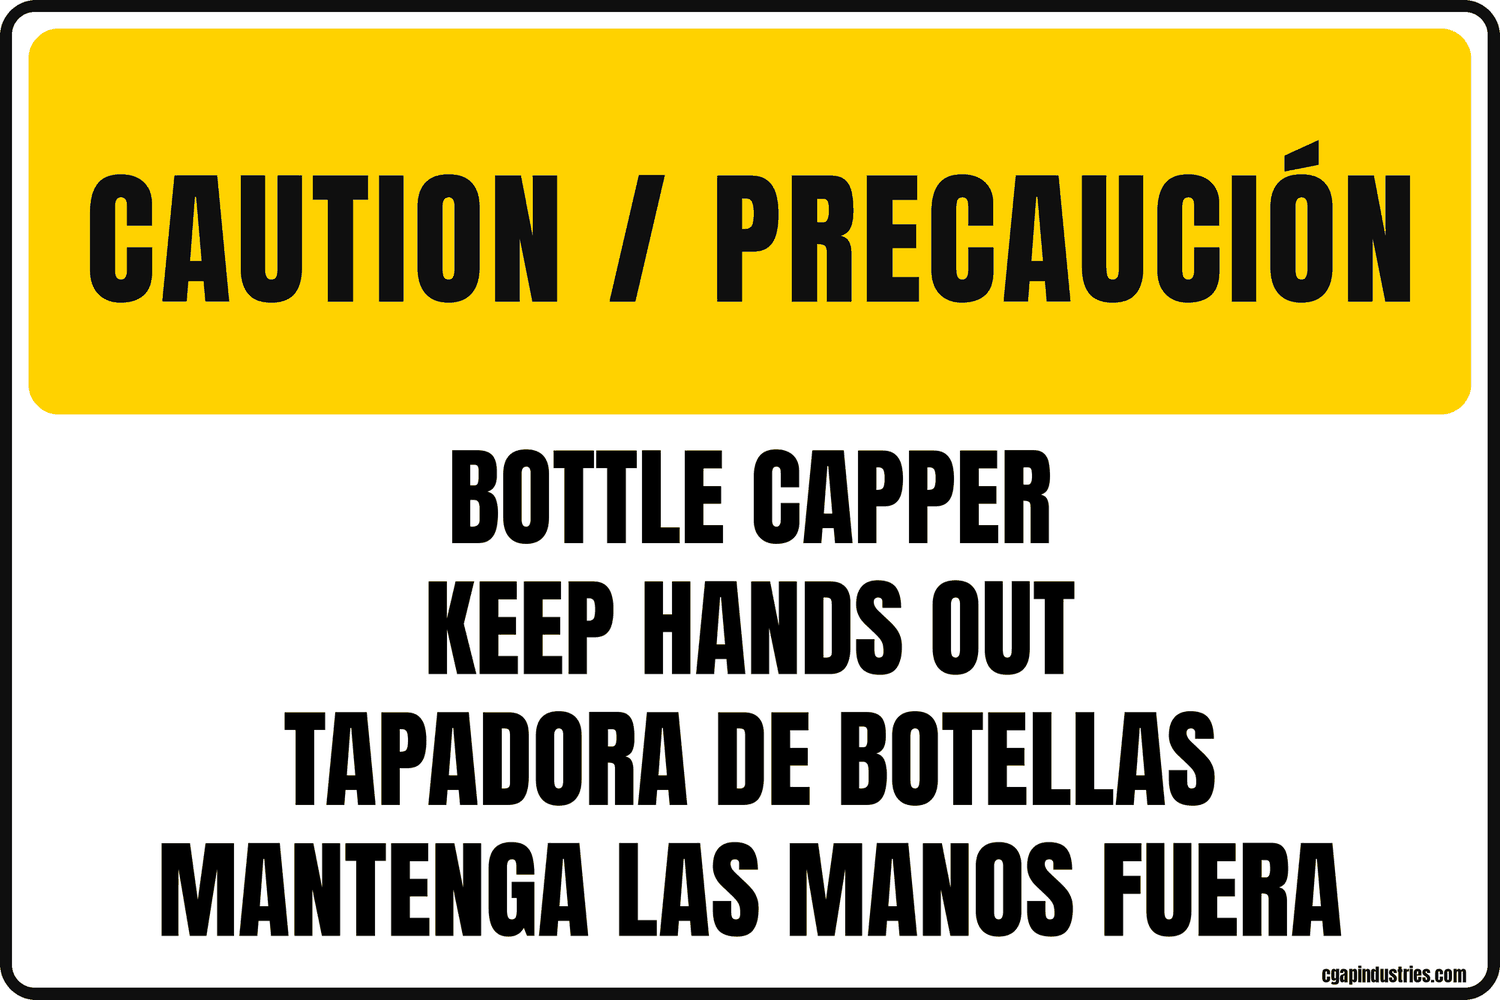 CAUTION / PRECAUCIÓN
BOTTLE CAPPER
KEEP HANDS OUT
TAPADORA DE BOTELLAS
MANTENGA LAS MANOS FUERA
cgapindustries.com